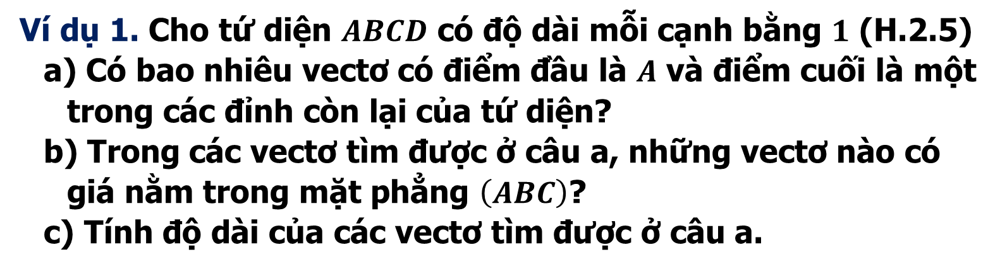 Ví dụ 1. Cho tứ diện ABCD có độ dài mỗi cạnh bằng 1 (H.2.5)
a) Có bao nhiêu vectơ có điểm đầu là A và điểm cuối là một
trong các đỉnh còn lại của tứ diện?
b) Trong các vectơ tìm được ở câu a, những vectơ nào có
giá nằm trong mặt phẳng (ABC)?
c) Tính độ dài của các vectơ tìm được ở câu a.